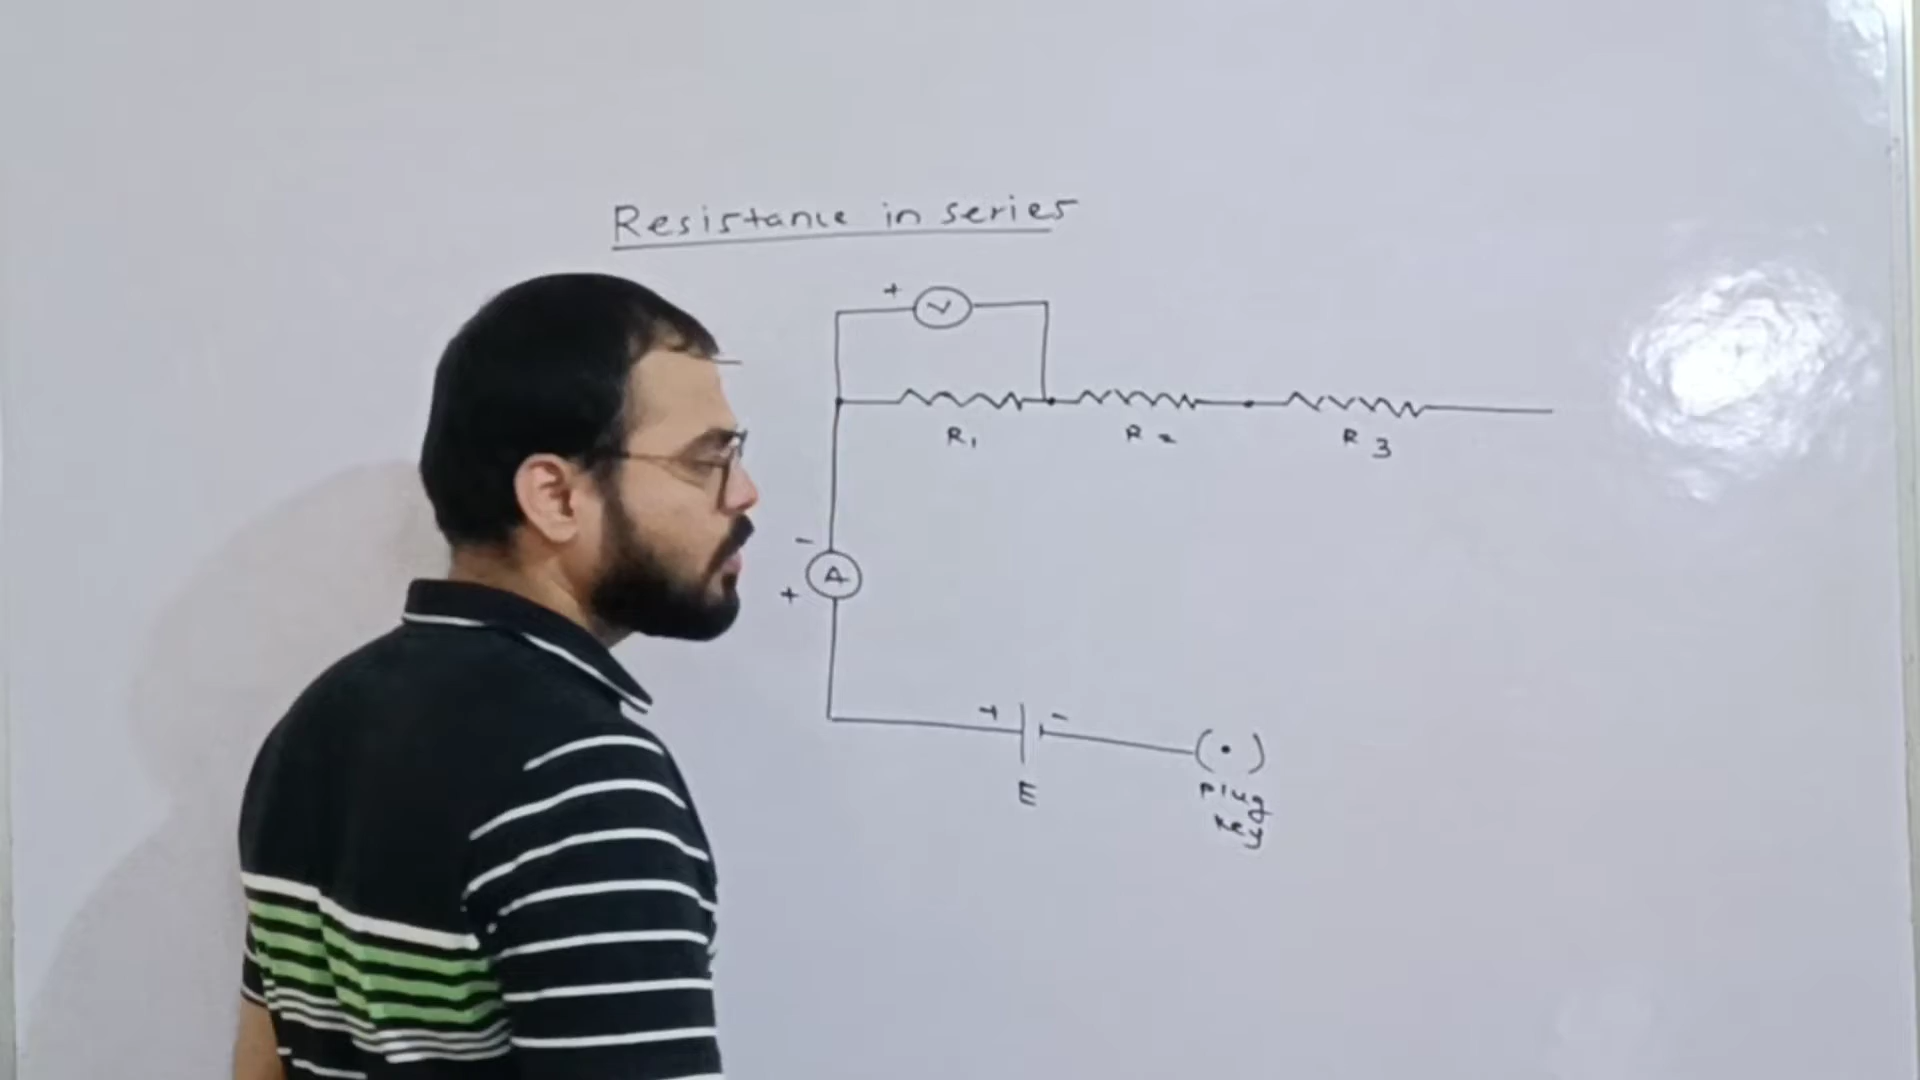 Resistance in series
+ V
R1 R2 R3
-
A
+
+ -
E
Plug
key